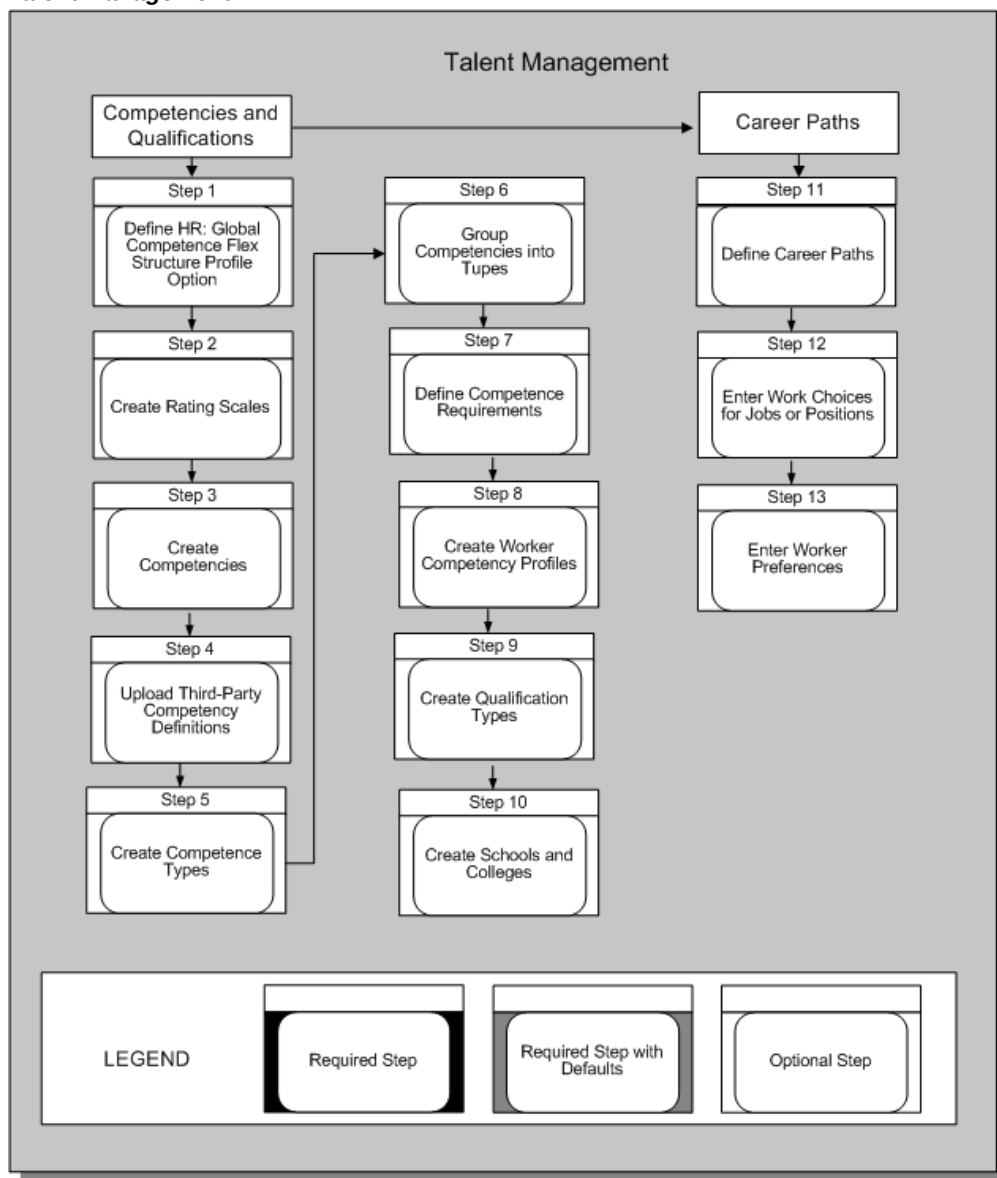 Talent Management
Competencies and
Qualifications
Career Paths
Step 1
Define HR: Global
Competence Flex
Structure Profile
Option
Step 2
Create Rating Scales
Step 3
Create
Competencies
Step 4
Upload Third-Party
Competency
Definitions
Step 5
Create Competence
Types
Step 6
Group
Competencies into
Tupes
Step 7
Define Competence
Requirements
Step 8
Create Worker
Competency Profiles
Step 9
Create Qualification
Types
Step 10
Create Schools and
Colleges
Step 11
Define Career Paths
Step 12
Enter Work Choices
for Jobs or Positions
Step 13
Enter Worker
Preferences
LEGEND
Required Step
Required Step with
Defaults
Optional Step